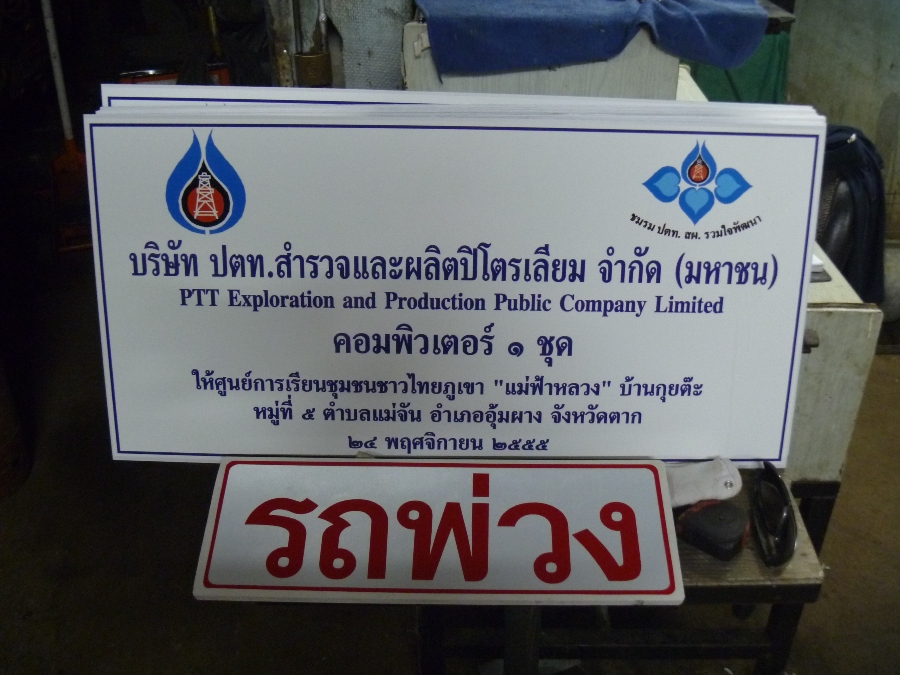 ชมรม ปตท. สผ. รวมใจพัฒนา
บริษัท ปตท.สำรวจและผลิตปิโตรเลียม จำกัด (มหาชน)
PTT Exploration and Production Public Company Limited
คอมพิวเตอร์ ๑ ชุด
ให้ศูนย์การเรียนชุมชนชาวไทยภูเขา "แม่ฟ้าหลวง" บ้านกุยต๊ะ
หมู่ที่ ๕ ตำบลแม่จัน อำเภออุ้มผาง จังหวัดตาก
๒๔ พฤศจิกายน ๒๕๕๕
รถพ่วง